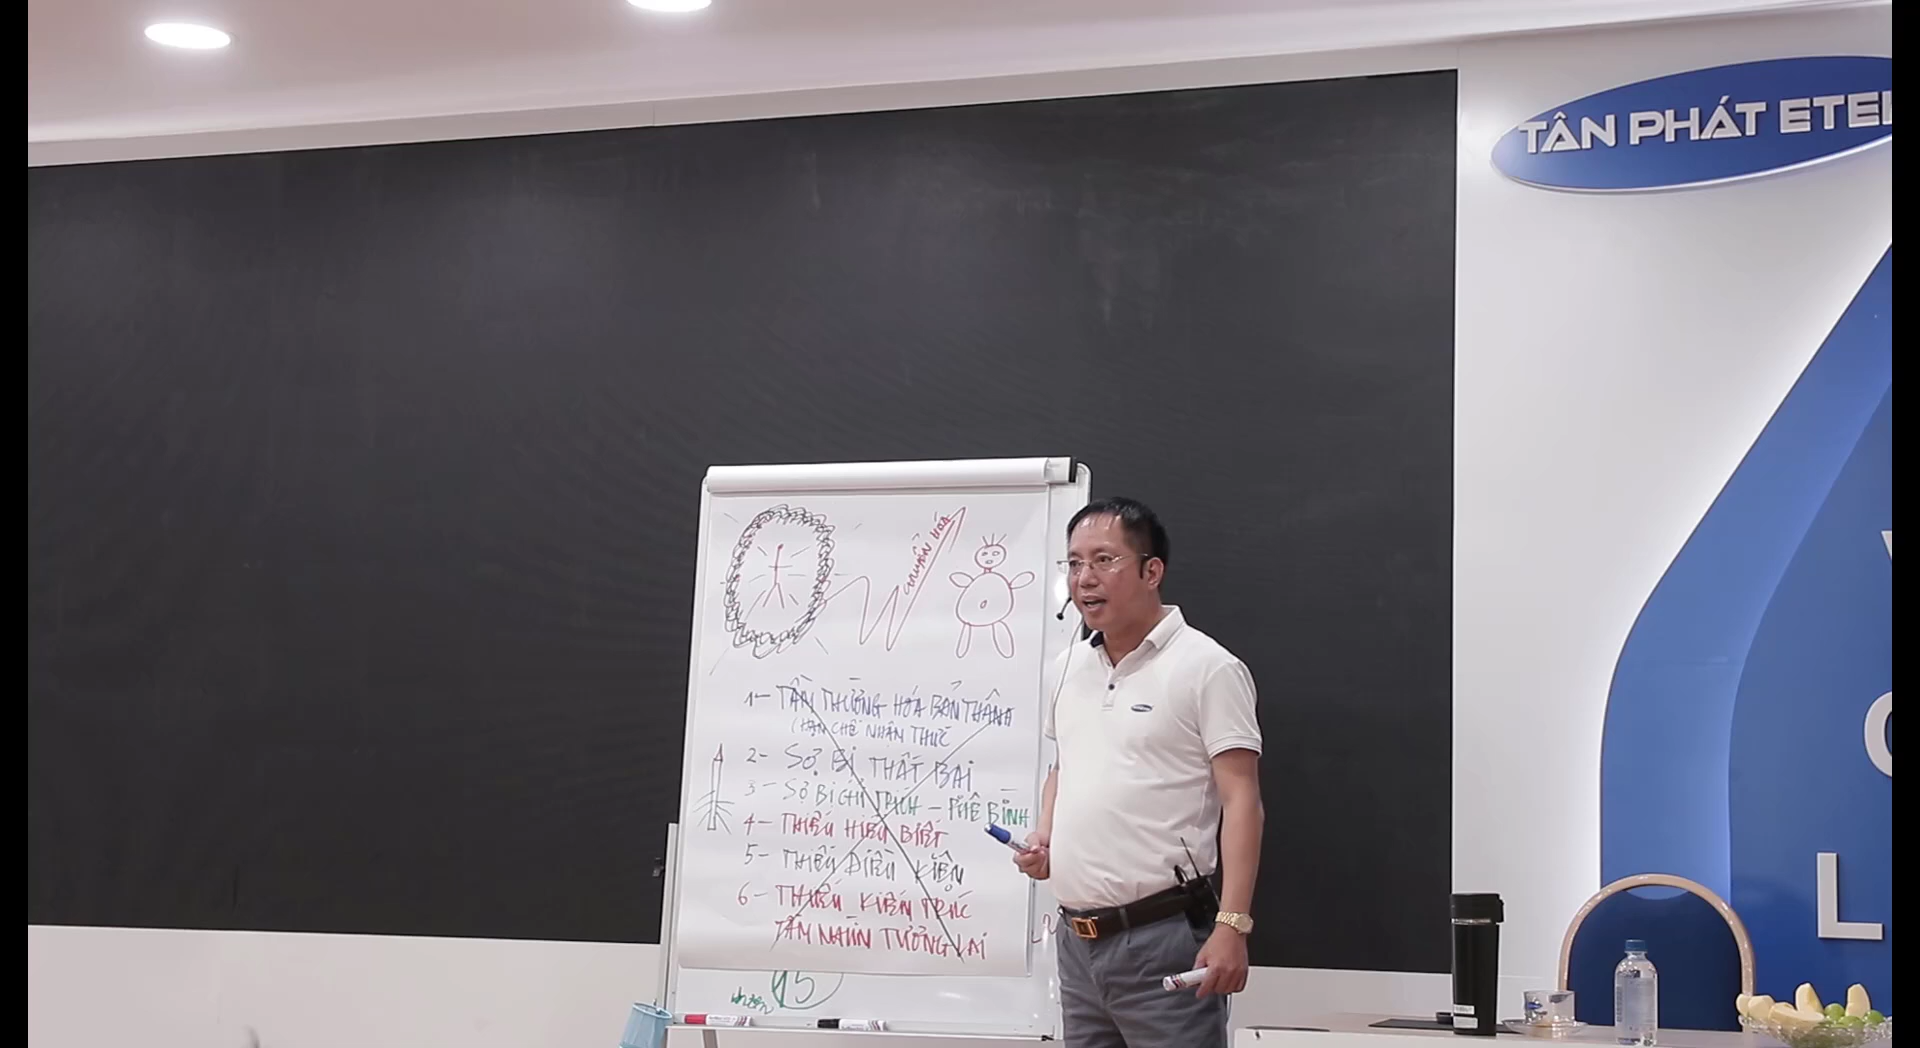 TÂN PHÁT ETE
CHUYỂN HÓA
1- TẦM THƯỜNG HÓA BẢN THÂN
(HẠN CHẾ NHẬN THỨC
2- SỢ BỊ THẤT BẠI
3- SỢ BỊ CHỈ TRÍCH - PHÊ BÌNH
4- THIẾU HIỂU BIẾT
5- THIẾU ĐIỀU KIỆN
6- THIẾU KIẾN TRÚC
TẦM NHÌN TƯƠNG LAI
15
L